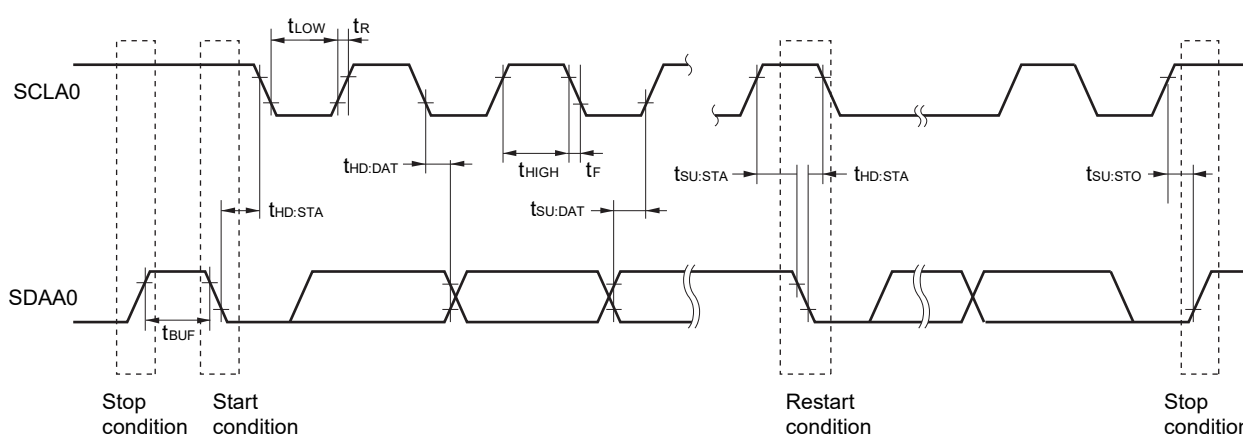 tLOW
tR
SCLA0
tHD:DAT
tHIGH
tF
tSU:STA
tHD:STA
tSU:STO
tHD:STA
tSU:DAT
SDAA0
tBUF
Stop
condition
Start
condition
Restart
condition
Stop
condition